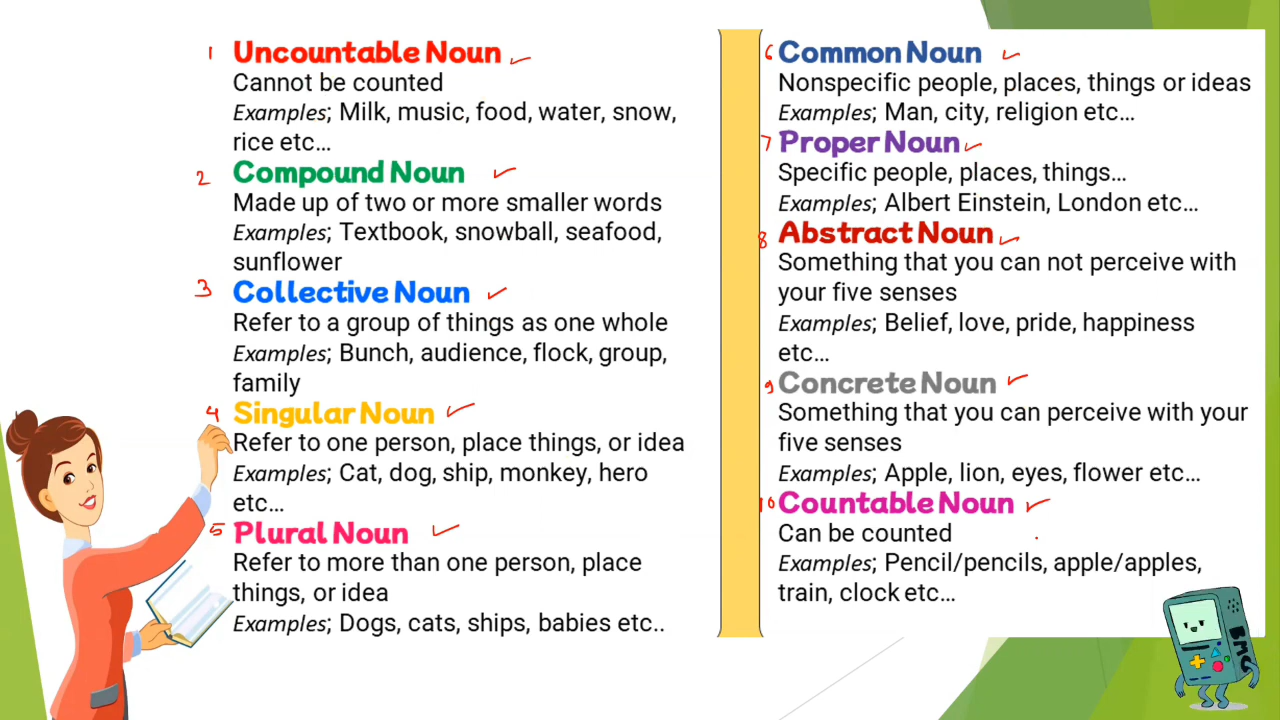 1 Uncountable Noun
Cannot be counted
Examples; Milk, music, food, water, snow,
rice etc...
2 Compound Noun
Made up of two or more smaller words
Examples; Textbook, snowball, seafood,
sunflower
3 Collective Noun
Refer to a group of things as one whole
Examples; Bunch, audience, flock, group,
family
4 Singular Noun
Refer to one person, place things, or idea
Examples; Cat, dog, ship, monkey, hero
etc...
5 Plural Noun
Refer to more than one person, place
things, or idea
Examples; Dogs, cats, ships, babies etc..
6 Common Noun
Nonspecific people, places, things or ideas
Examples; Man, city, religion etc...
7 Proper Noun
Specific people, places, things...
Examples; Albert Einstein, London etc...
8 Abstract Noun
Something that you can not perceive with
your five senses
Examples; Belief, love, pride, happiness
etc...
9 Concrete Noun
Something that you can perceive with your
five senses
Examples; Apple, lion, eyes, flower etc...
10 Countable Noun
Can be counted
Examples; Pencil/pencils, apple/apples,
train, clock etc...
BMO